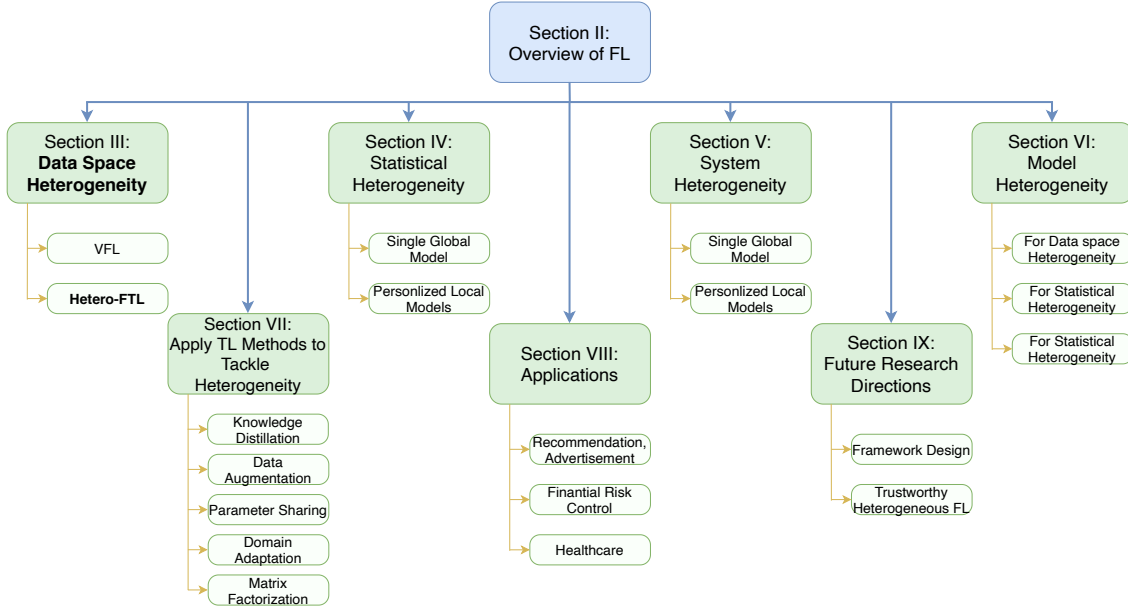 Section II:
Overview of FL
Section III:
Data Space
Heterogeneity
VFL
Hetero-FTL
Section IV:
Statistical
Heterogeneity
Single Global
Model
Personlized Local
Models
Section V:
System
Heterogeneity
Single Global
Model
Personlized Local
Models
Section VI:
Model
Heterogeneity
For Data space
Heterogeneity
For Statistical
Heterogeneity
For Statistical
Heterogeneity
Section VII:
Apply TL Methods to
Tackle
Heterogeneity
Knowledge
Distillation
Data
Augmentation
Parameter Sharing
Domain
Adaptation
Matrix
Factorization
Section VIII:
Applications
Recommendation,
Advertisement
Finantial Risk
Control
Healthcare
Section IX:
Future Research
Directions
Framework Design
Trustworthy
Heterogeneous FL